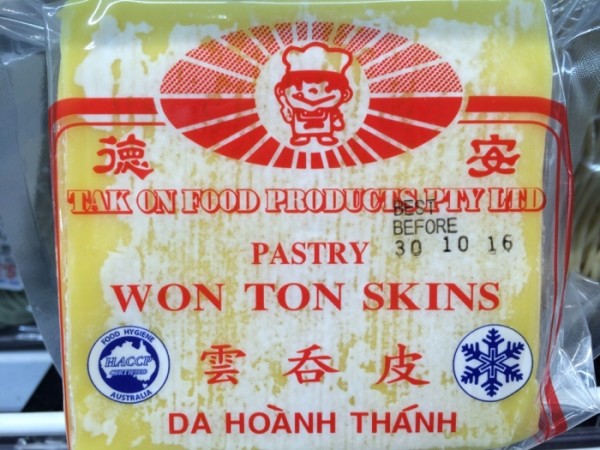 德 安
TAK ON FOOD PRODUCTS PTY LTD
BEST
BEFORE
30 10 16
PASTRY
WON TON SKINS
FOOD HYGIENE
HACCP
CERTIFIED
AUSTRALIA
雲吞皮
DA HOÀNH THÁNH